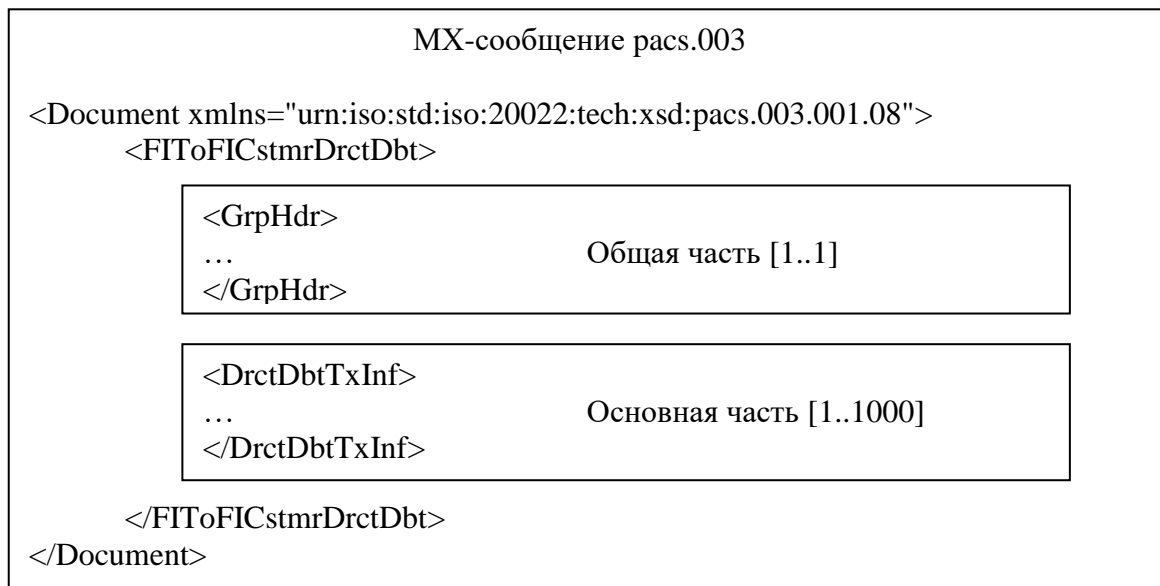 МХ-сообщение pacs.003
<Document xmlns="urn:iso:std:iso:20022:tech:xsd:pacs.003.001.08">
<FIToFICstmrDrctDbt>
<GrpHdr>
… Общая часть [1..1]
</GrpHdr>
<DrctDbtTxInf>
… Основная часть [1..1000]
</DrctDbtTxInf>
</FIToFICstmrDrctDbt>
</Document>